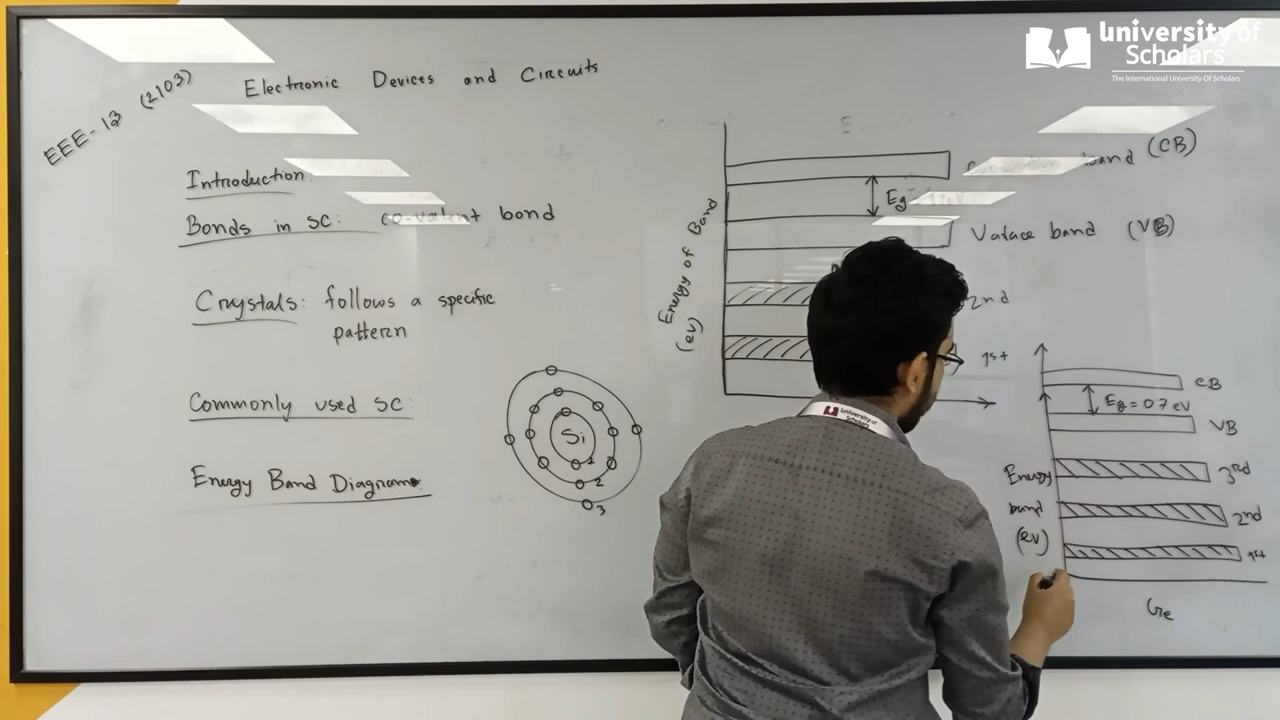 University of
Scholars
The International University Of Scholars
EEE-13 (2103)
Electronic Devices and Circuits
Introduction:
Bonds in SC: co-valent bond
Crystals: follows a specific
pattern
Commonly used SC:
Energy Band Diagram
Si
1
2
3
Energy of Band
(ev)
band (CB)
Eg
Valace band (VB)
2nd
1st
CB
Eg = 0.7 eV
VB
3rd
2nd
1st
Energy
band
(ev)
Ge
University of
Scholars